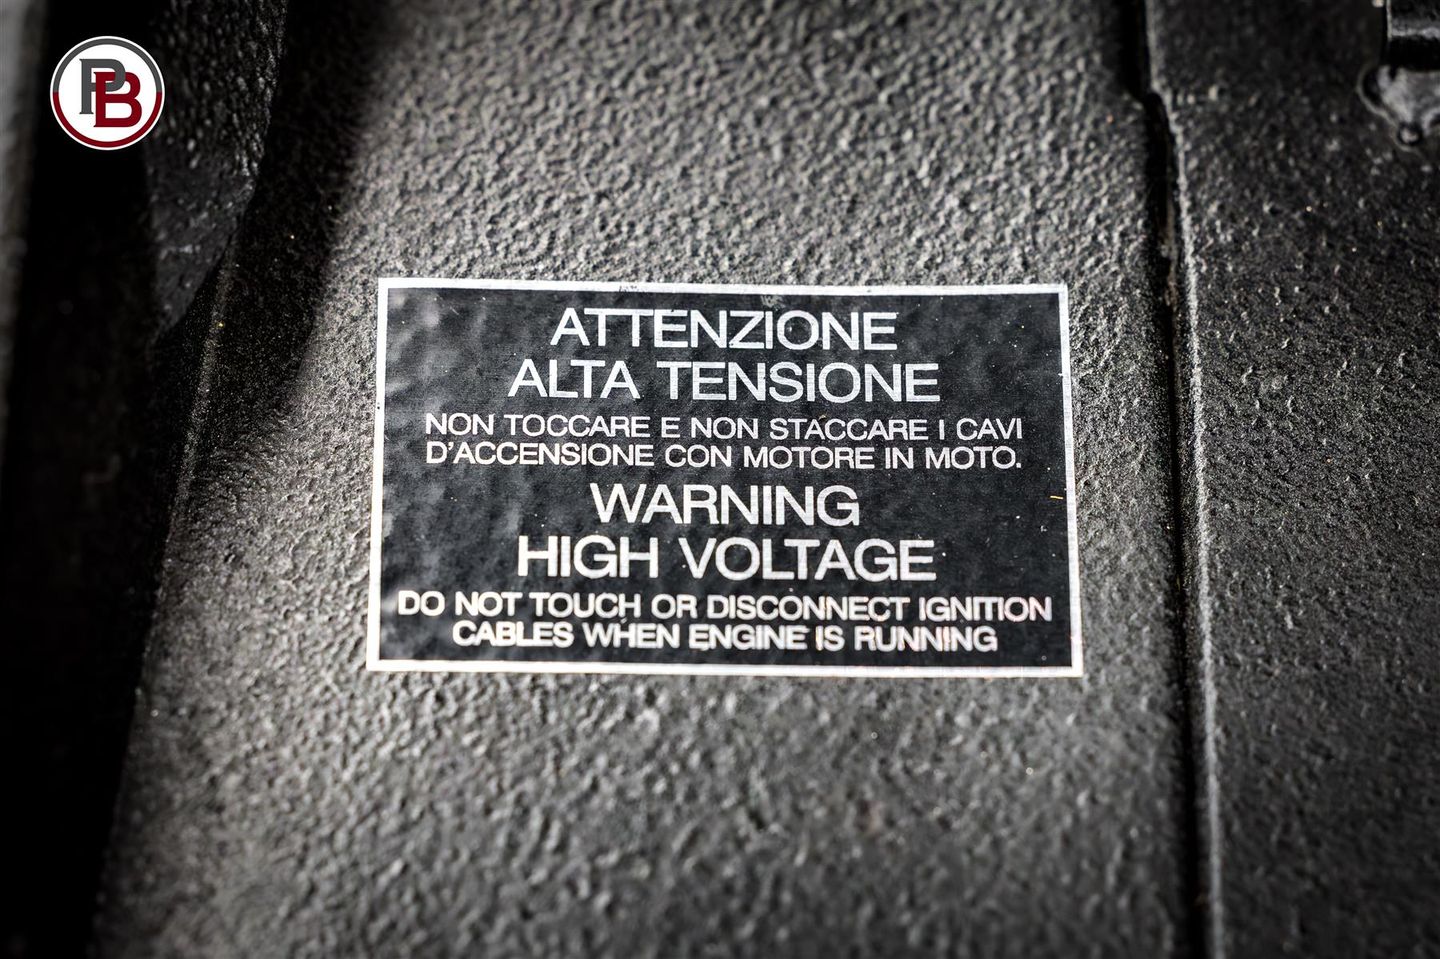 PB
ATTENZIONE
ALTA TENSIONE
NON TOCCARE E NON STACCARE I CAVI
D'ACCENSIONE CON MOTORE IN MOTO.
WARNING
HIGH VOLTAGE
DO NOT TOUCH OR DISCONNECT IGNITION
CABLES WHEN ENGINE IS RUNNING